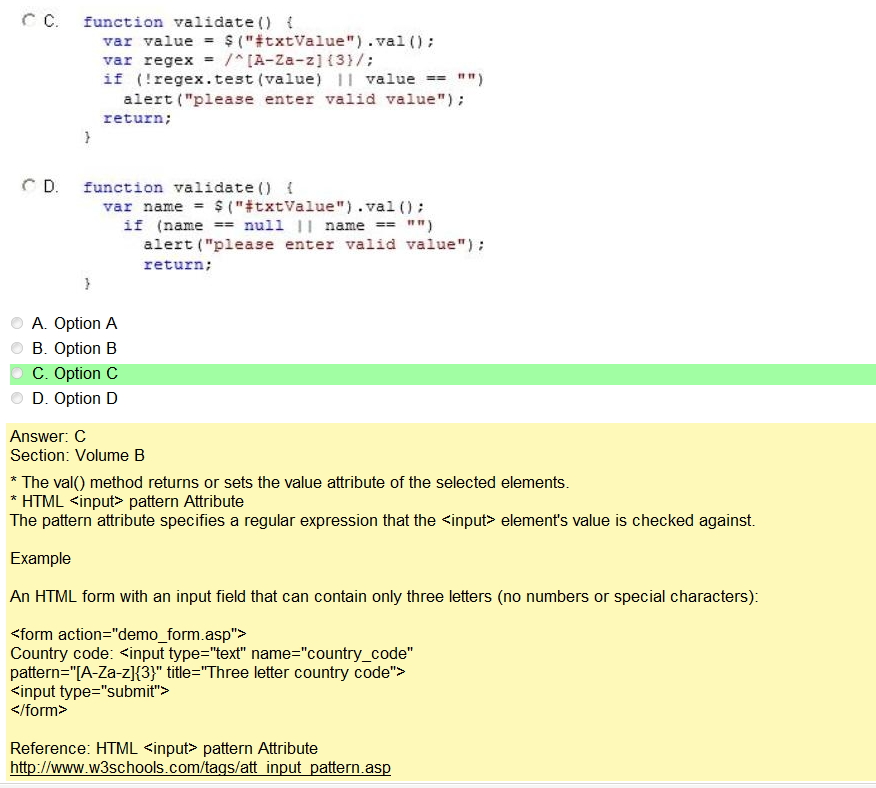 C. function validate() {
var value = $("#txtValue").val();
var regex = /^[A-Za-z]{3}/;
if (!regex.test(value) || value == "")
alert("please enter valid value");
return;
}
D. function validate() {
var name = $("#txtValue").val();
if (name == null || name == "")
alert("please enter valid value");
return;
}
A. Option A
B. Option B
C. Option C
D. Option D
Answer: C
Section: Volume B
* The val() method returns or sets the value attribute of the selected elements.
* HTML <input> pattern Attribute
The pattern attribute specifies a regular expression that the <input> element's value is checked against.
Example
An HTML form with an input field that can contain only three letters (no numbers or special characters):
<form action="demo_form.asp">
Country code: <input type="text" name="country_code"
pattern="[A-Za-z]{3}" title="Three letter country code">
<input type="submit">
</form>
Reference: HTML <input> pattern Attribute
http://www.w3schools.com/tags/att_input_pattern.asp